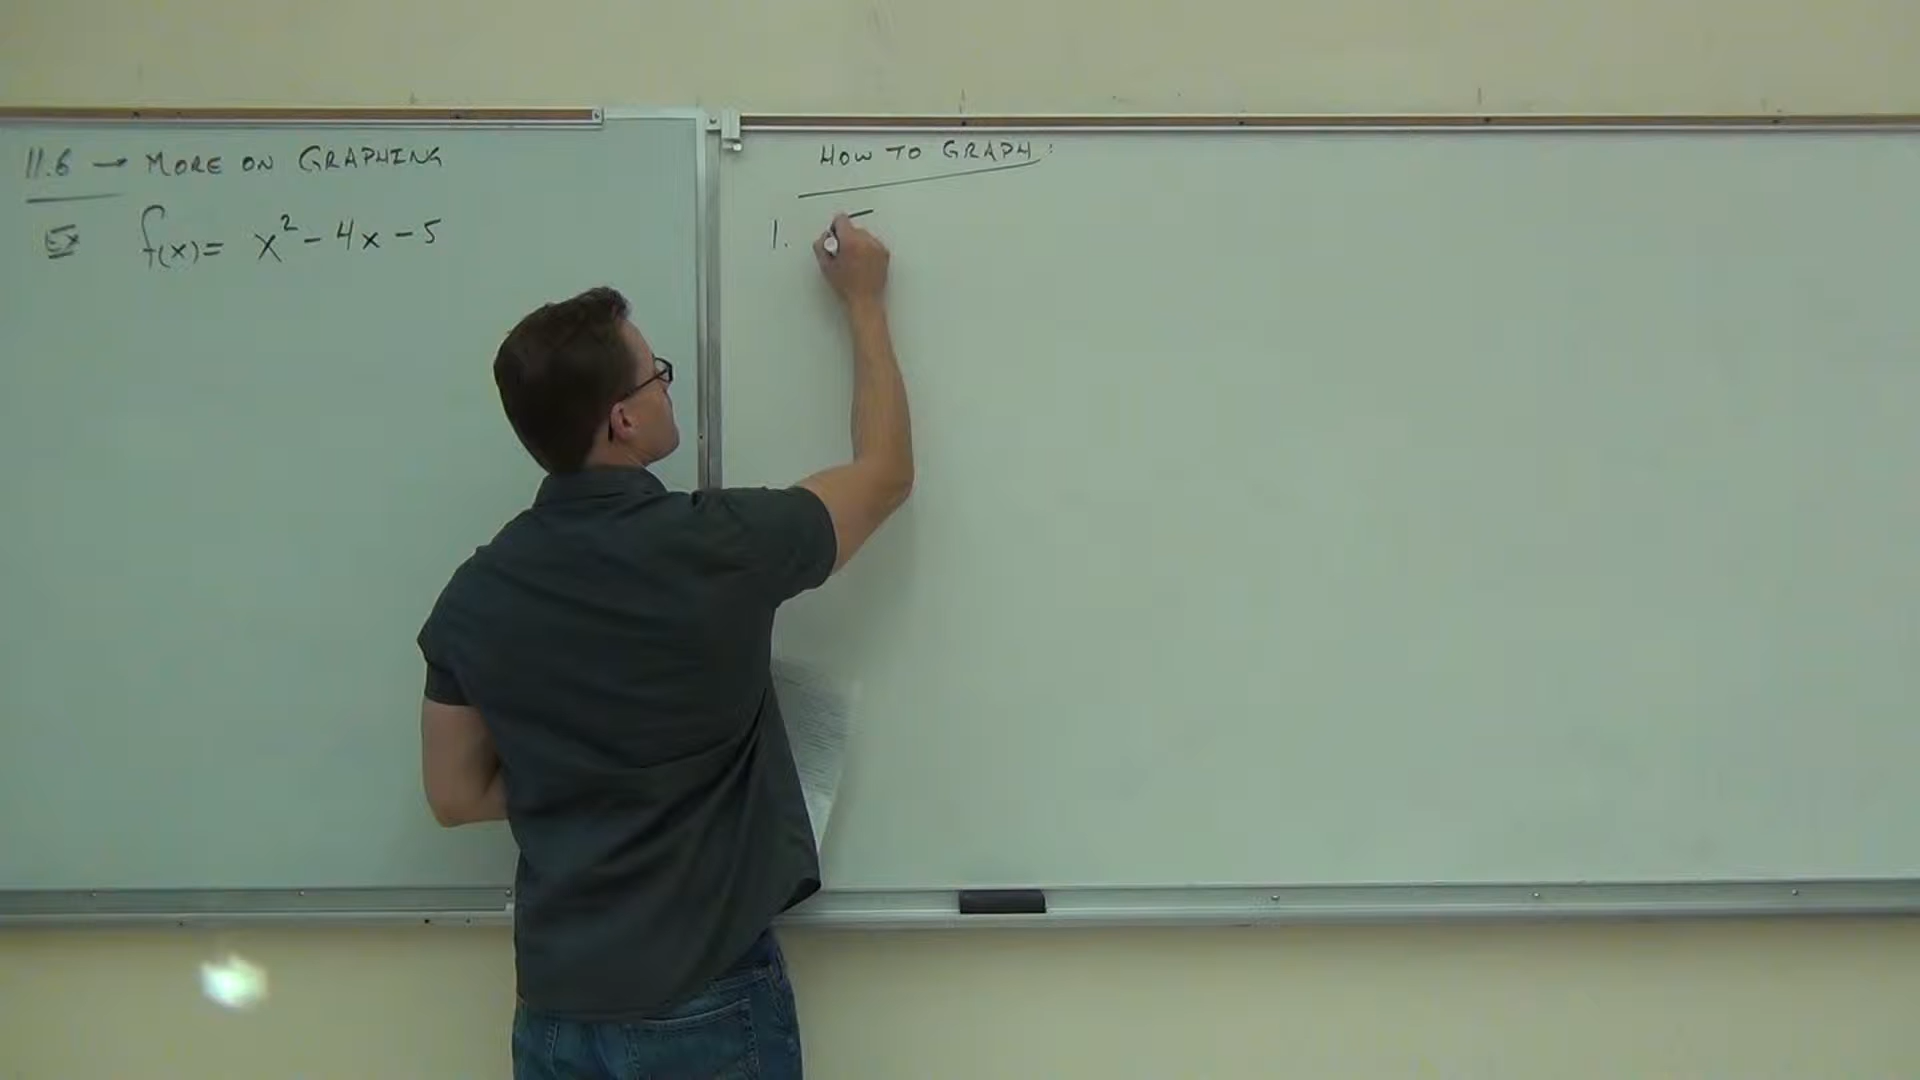 11.6 → MORE ON GRAPHING
Ex f(x) = x² - 4x - 5
HOW TO GRAPH:
1.